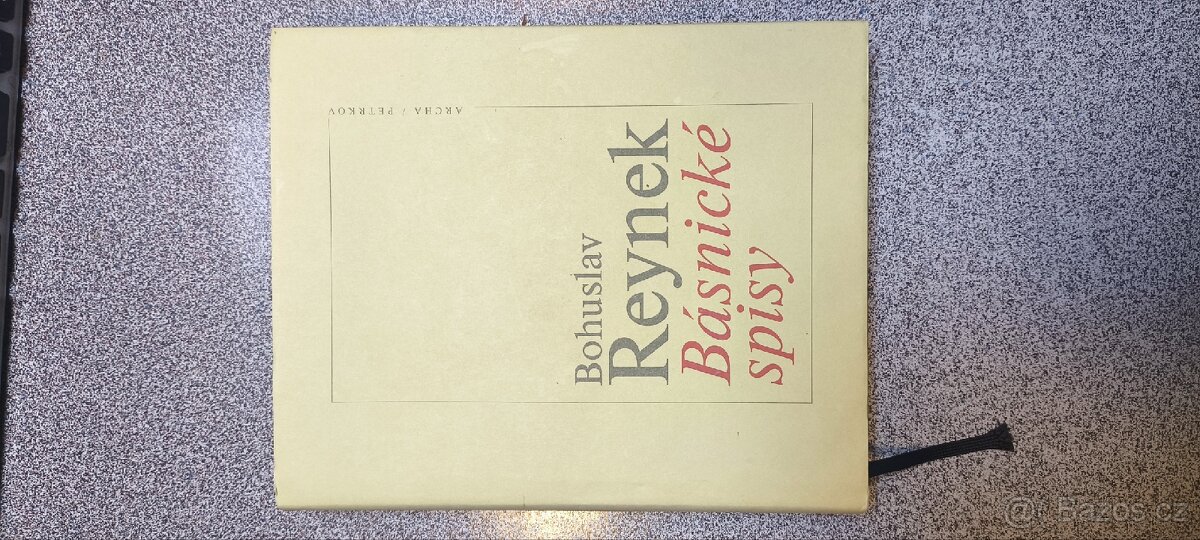 Bohuslav
Reynek
Básnické
spisy
ARCHA / PETRKOV
@ Bazos.cz